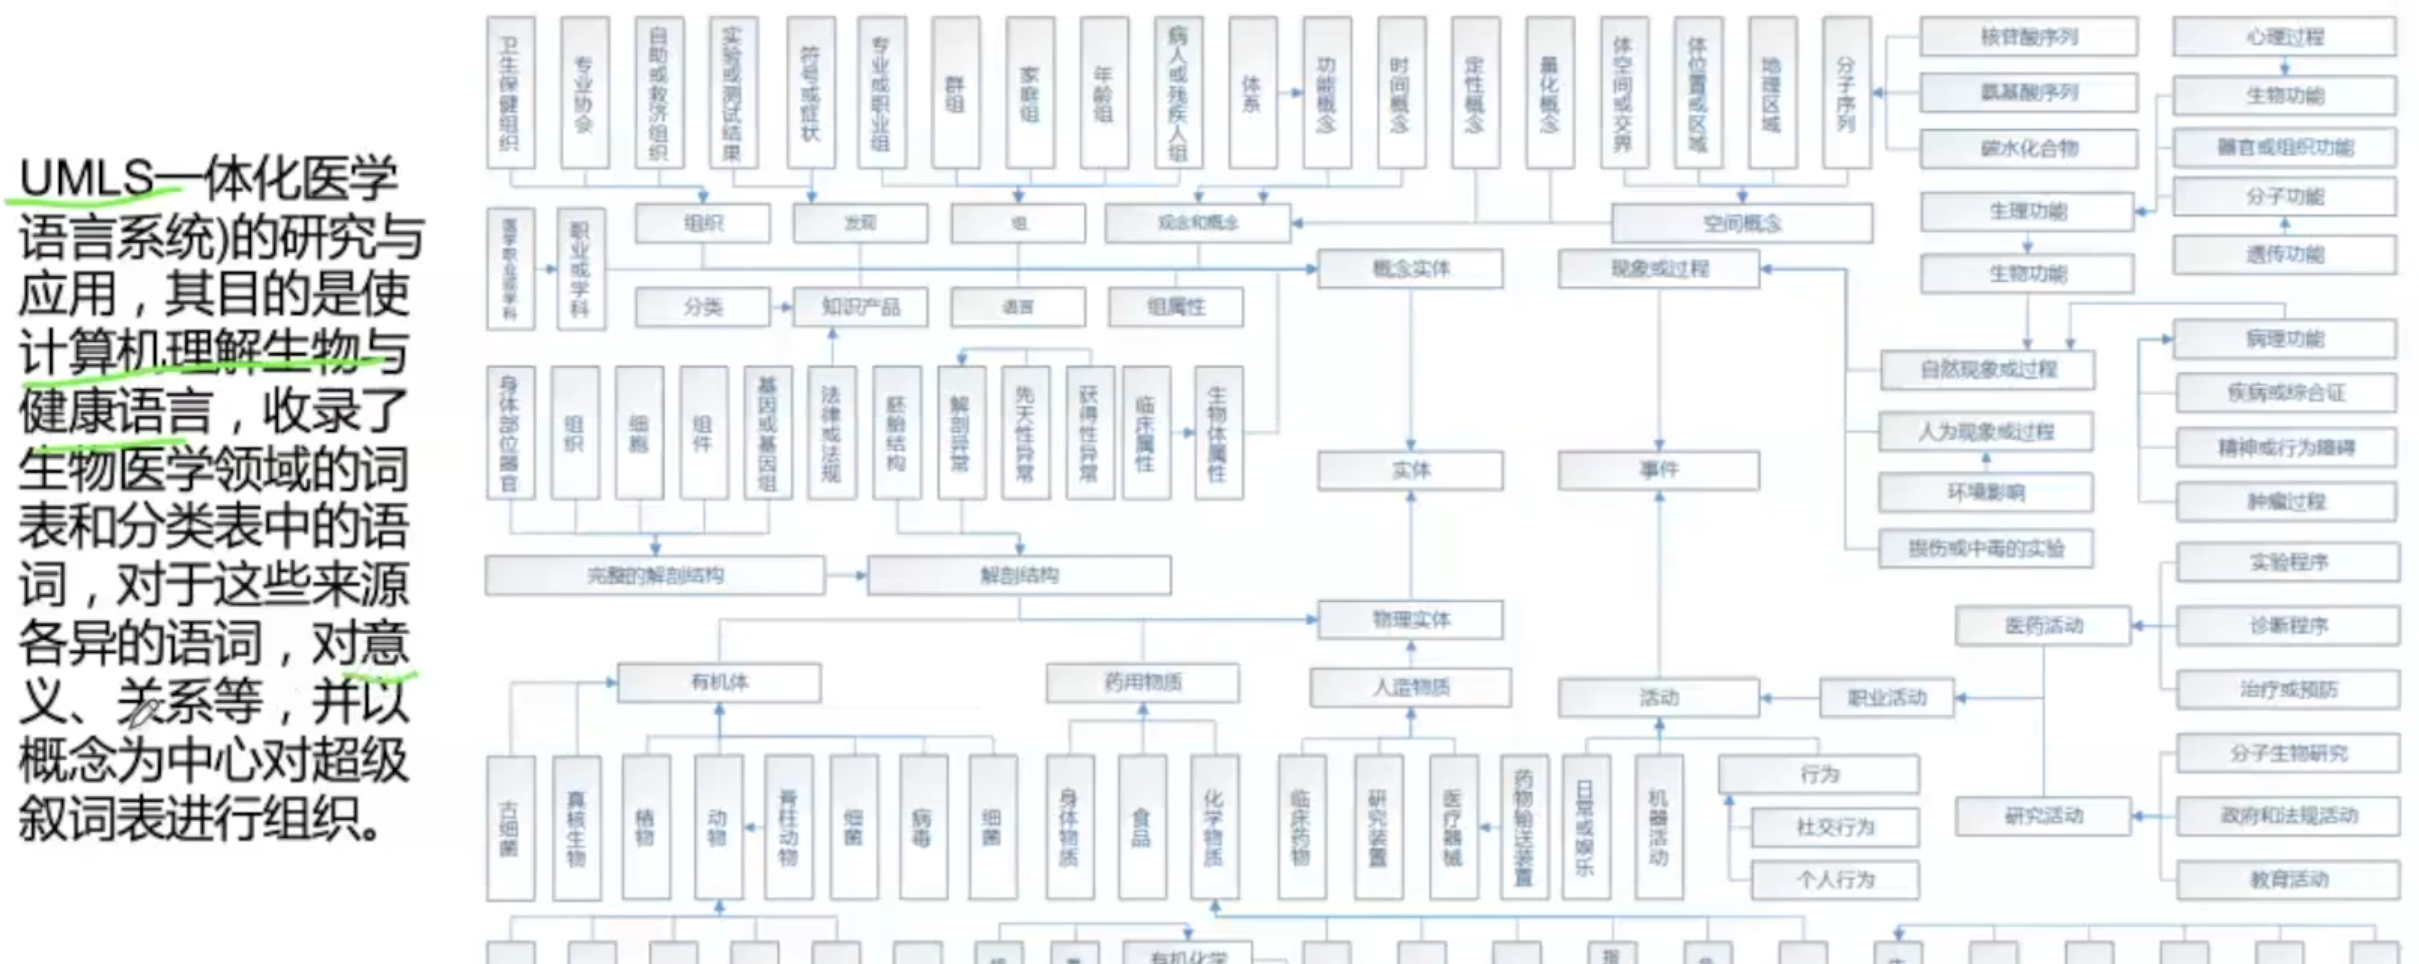 UMLS一体化医学
语言系统)的研究与
应用，其目的是使
计算机理解生物与
健康语言，收录了
生物医学领域的词
表和分类表中的语
词，对于这些来源
各异的语词，对意
义、关系等，并以
概念为中心对超级
叙词表进行组织。
卫生保健组织
专业协会
自助或救济组织
实验或测试结果
符号或症状
专业或职业组
群组
家庭组
年龄组
病人或残疾人组
体系
功能概念
时间概念
定性概念
量化概念
体空间或交界
体位置或区域
地理区域
分子序列
核苷酸序列
氨基酸序列
碳水化合物
心理过程
生物功能
器官或组织功能
分子功能
遗传功能
生理功能
生物功能
医学职业或学科
职业或学科
组织
发现
组
观念和概念
空间概念
概念实体
现象或过程
分类
知识产品
语言
组属性
身体部位器官
组织
细胞
组件
基因或基因组
法律或法规
胚胎结构
解剖异常
先天性异常
获得性异常
临床属性
生物体属性
实体
事件
自然现象或过程
人为现象或过程
环境影响
损伤或中毒的实验
病理功能
疾病或综合证
精神或行为障碍
肿瘤过程
完整的解剖结构
解剖结构
物理实体
有机体
药用物质
人造物质
活动
职业活动
医药活动
实验程序
诊断程序
治疗或预防
研究活动
分子生物研究
政府和法规活动
教育活动
古细菌
真核生物
植物
动物
脊柱动物
细菌
病毒
细菌
身体物质
食品
化学物质
临床药物
研究装置
医疗器械
药物输送装置
日常或娱乐
机器活动
行为
社交行为
个人行为
有机化学